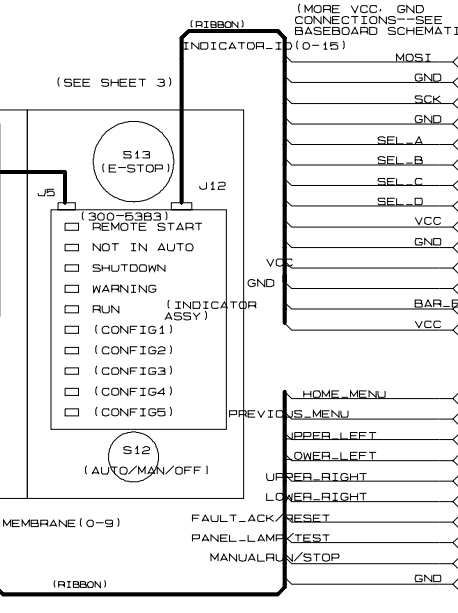 (MORE VCC, GND
CONNECTIONS--SEE
BASEBOARD SCHEMATI
(RIBBON)
INDICATOR_IO(0-15)
(SEE SHEET 3)
MOSI
GND
SCK
GND
SEL_A
SEL_B
SEL_C
SEL_D
VCC
GND
VCC
GND
BAR_E
VCC
S13
(E-STOP)
J5
J12
(300-5383)
REMOTE START
NOT IN AUTO
SHUTDOWN
WARNING
RUN
(CONFIG1)
(CONFIG2)
(CONFIG3)
(CONFIG4)
(CONFIG5)
(INDICATOR
ASSY)
S12
(AUTO/MAN/OFF)
HOME_MENU
PREVIOUS_MENU
UPPER_LEFT
LOWER_LEFT
UPPER_RIGHT
LOWER_RIGHT
FAULT_ACK/RESET
PANEL_LAMP/TEST
MANUALRUN/STOP
GND
MEMBRANE(0-9)
(RIBBON)